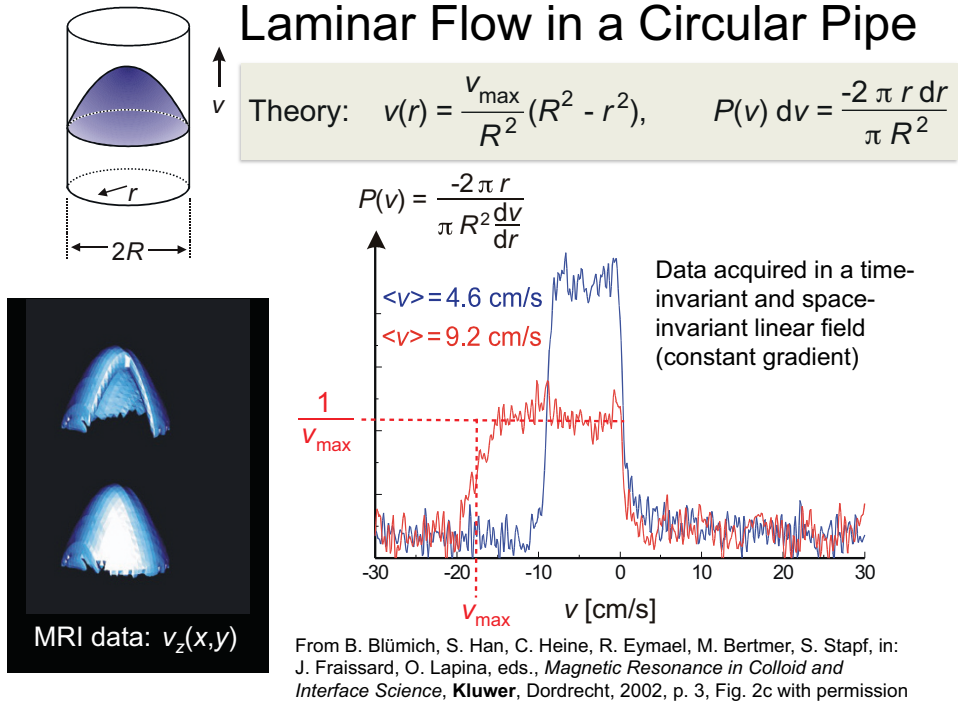 Laminar Flow in a Circular Pipe
v
Theory: v(r) = v_max/R² (R² - r²), P(v) dv = -2 π r dr / π R²
r
2R
P(v) = -2 π r / π R² dv/dr
<v> = 4.6 cm/s
<v> = 9.2 cm/s
Data acquired in a time-
invariant and space-
invariant linear field
(constant gradient)
1/v_max
-30 -20 -10 0 10 20 30
v_max
v [cm/s]
MRI data: v_z(x,y)
From B. Blümich, S. Han, C. Heine, R. Eymael, M. Bertmer, S. Stapf, in:
J. Fraissard, O. Lapina, eds., Magnetic Resonance in Colloid and
Interface Science, Kluwer, Dordrecht, 2002, p. 3, Fig. 2c with permission